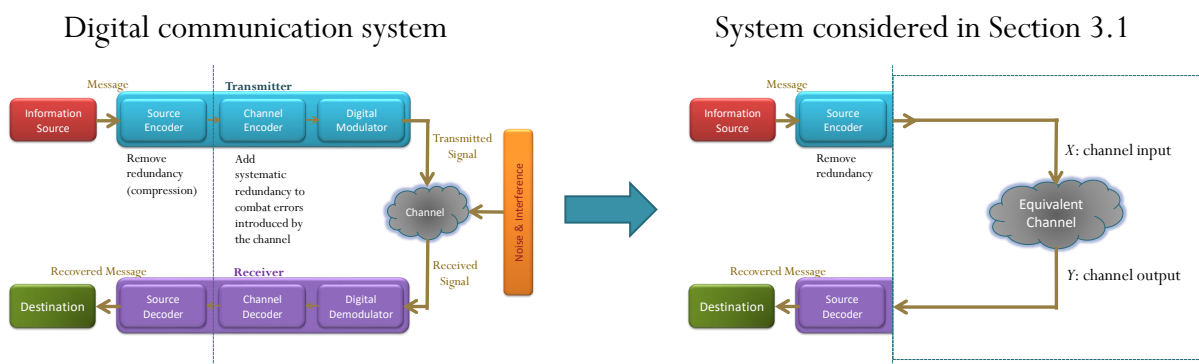 Digital communication system
Message
Transmitter
Information
Source
Source
Encoder
Channel
Encoder
Digital
Modulator
Remove
redundancy
(compression)
Add
systematic
redundancy to
combat errors
introduced by
the channel
Transmitted
Signal
Channel
Noise & Interference
Received
Signal
Recovered Message
Receiver
Destination
Source
Decoder
Channel
Decoder
Digital
Demodulator
System considered in Section 3.1
Message
Information
Source
Source
Encoder
Remove
redundancy
X: channel input
Equivalent
Channel
Y: channel output
Recovered Message
Destination
Source
Decoder